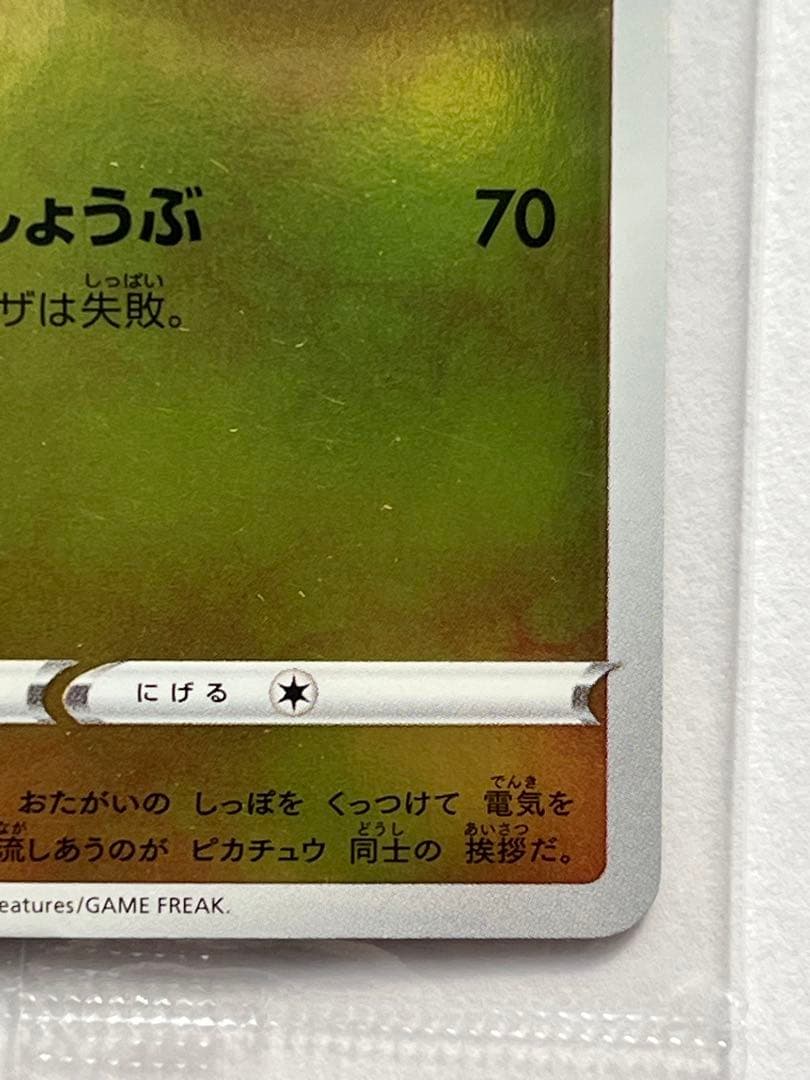 しょうぶ 70
しっぱい
ザは失敗。
にげる
でんき
おたがいの しっぽを くっつけて 電気を
なが どうし あいさつ
流しあうのが ピカチュウ 同士の 挨拶だ。
eatures/GAME FREAK.